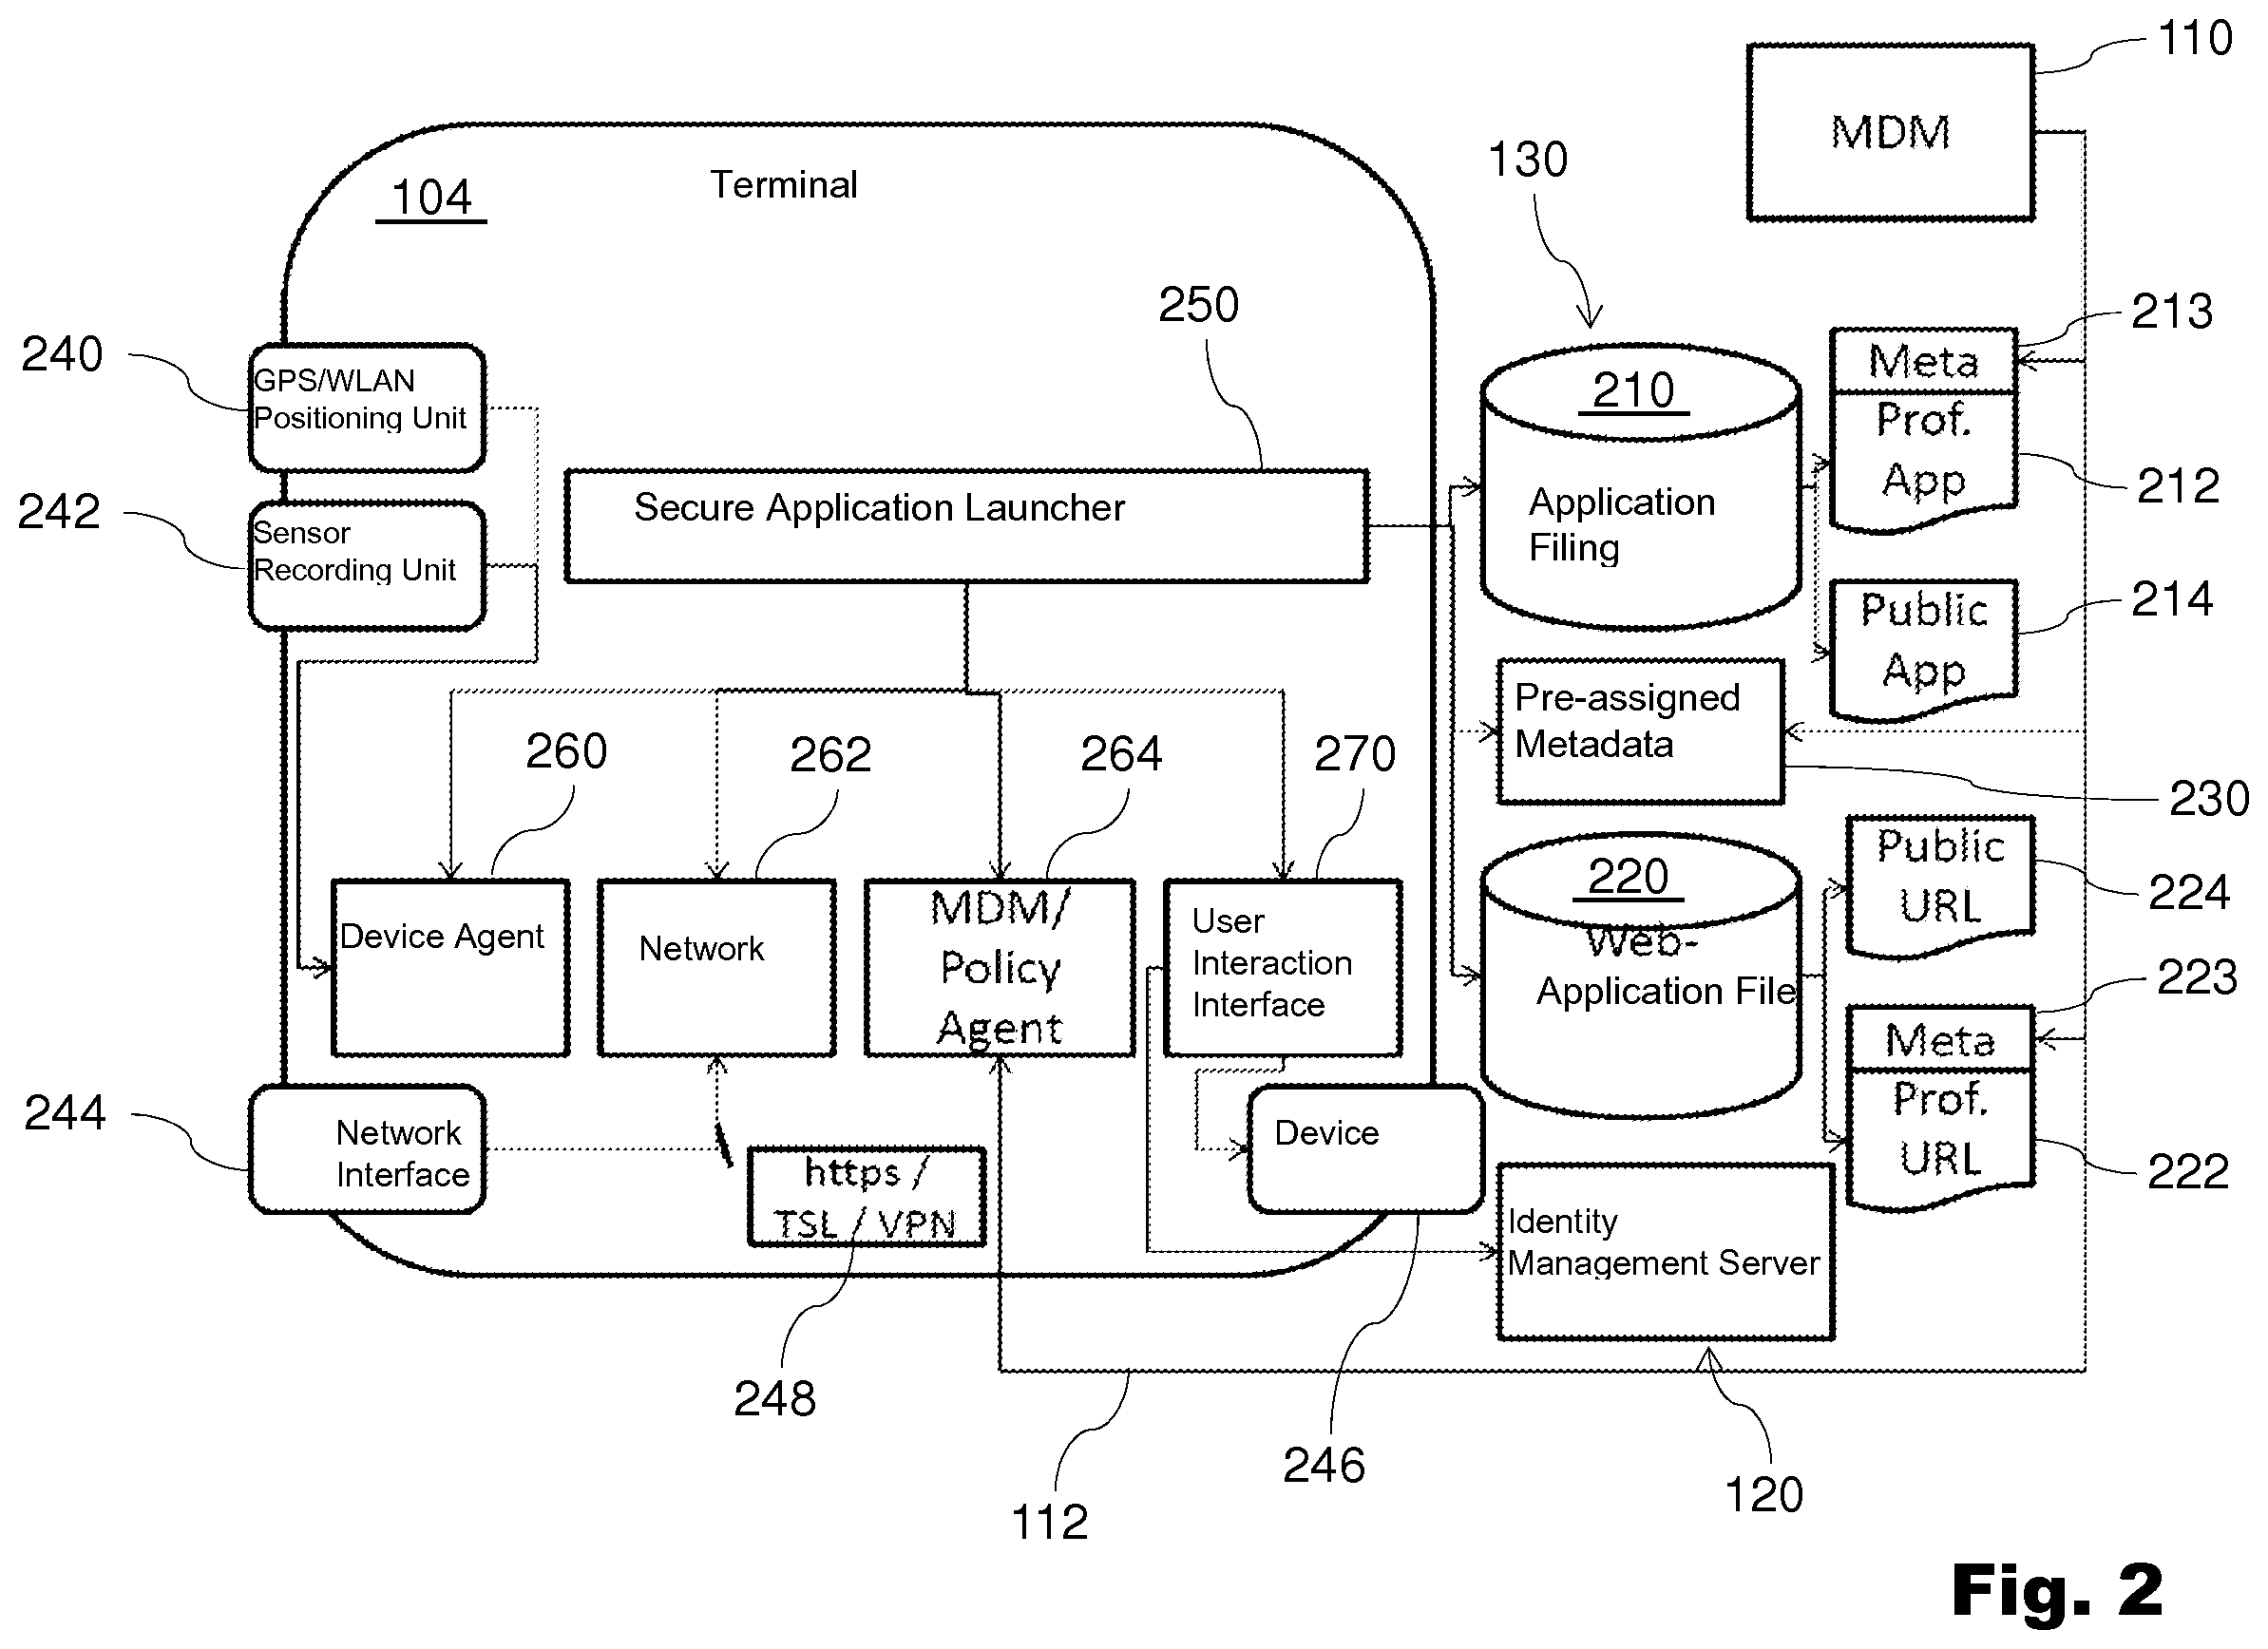 110
MDM
130
104
Terminal
250
213
240
GPS/WLAN
Positioning Unit
210
Meta
Prof.
App
212
242
Sensor
Recording Unit
Secure Application Launcher
Application
Filing
Public
App
214
Pre-assigned
Metadata
230
260
262
264
270
220
Web-
Application File
Public
URL
224
Device Agent
Network
MDM/
Policy
Agent
User
Interaction
Interface
223
Meta
Prof.
URL
222
244
Network
Interface
https /
TSL / VPN
Device
Identity
Management Server
248
246
112
120
Fig. 2